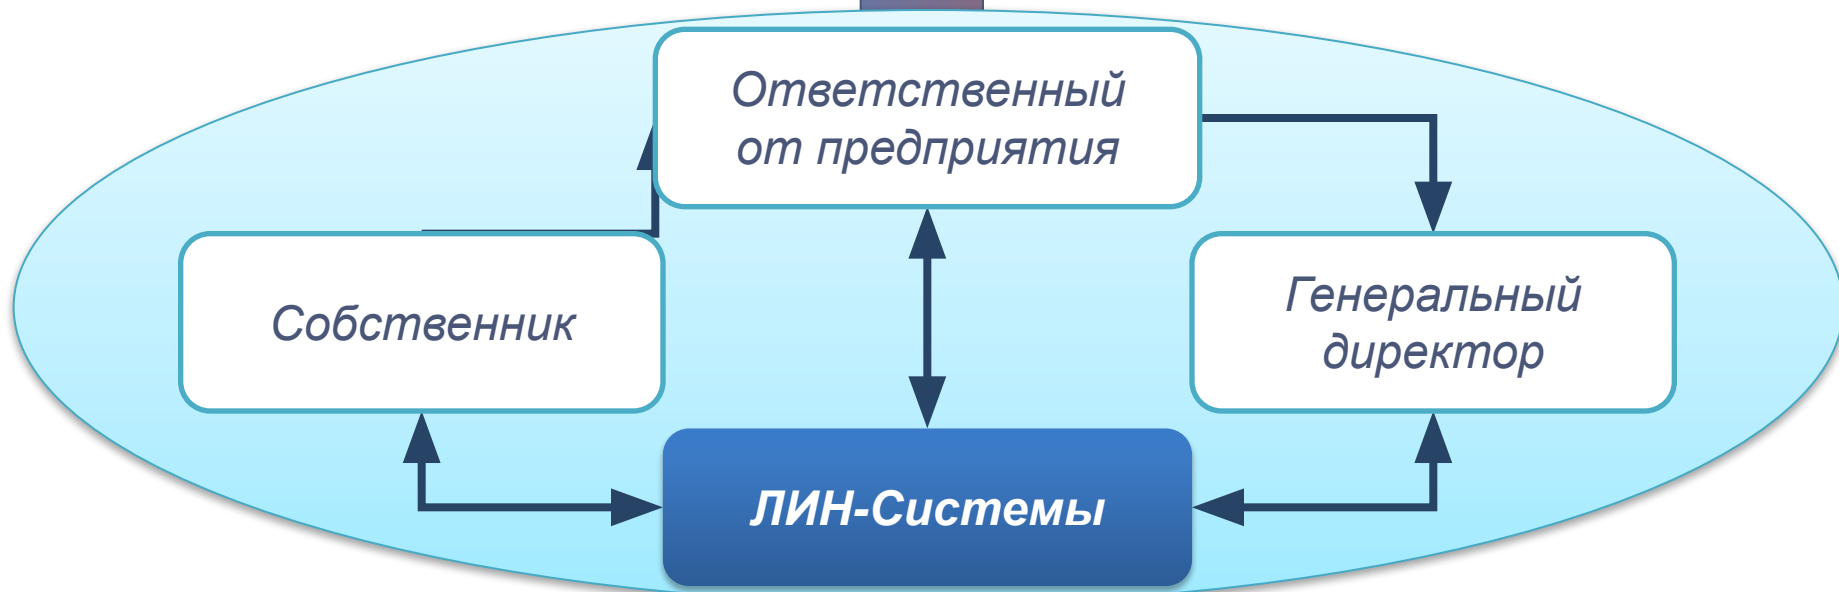 Ответственный
от предприятия
Собственник
Генеральный
директор
ЛИН-Системы